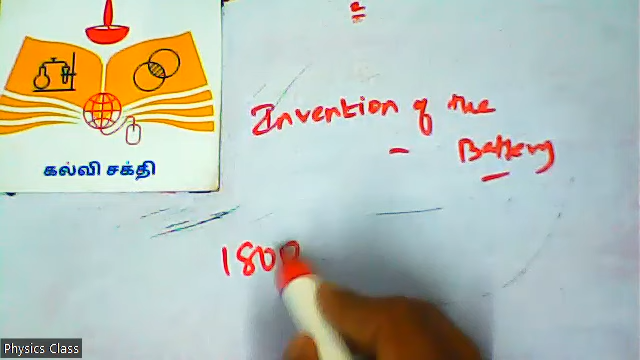 Invention of the
Battery
கல்வி சக்தி
1800
Physics Class